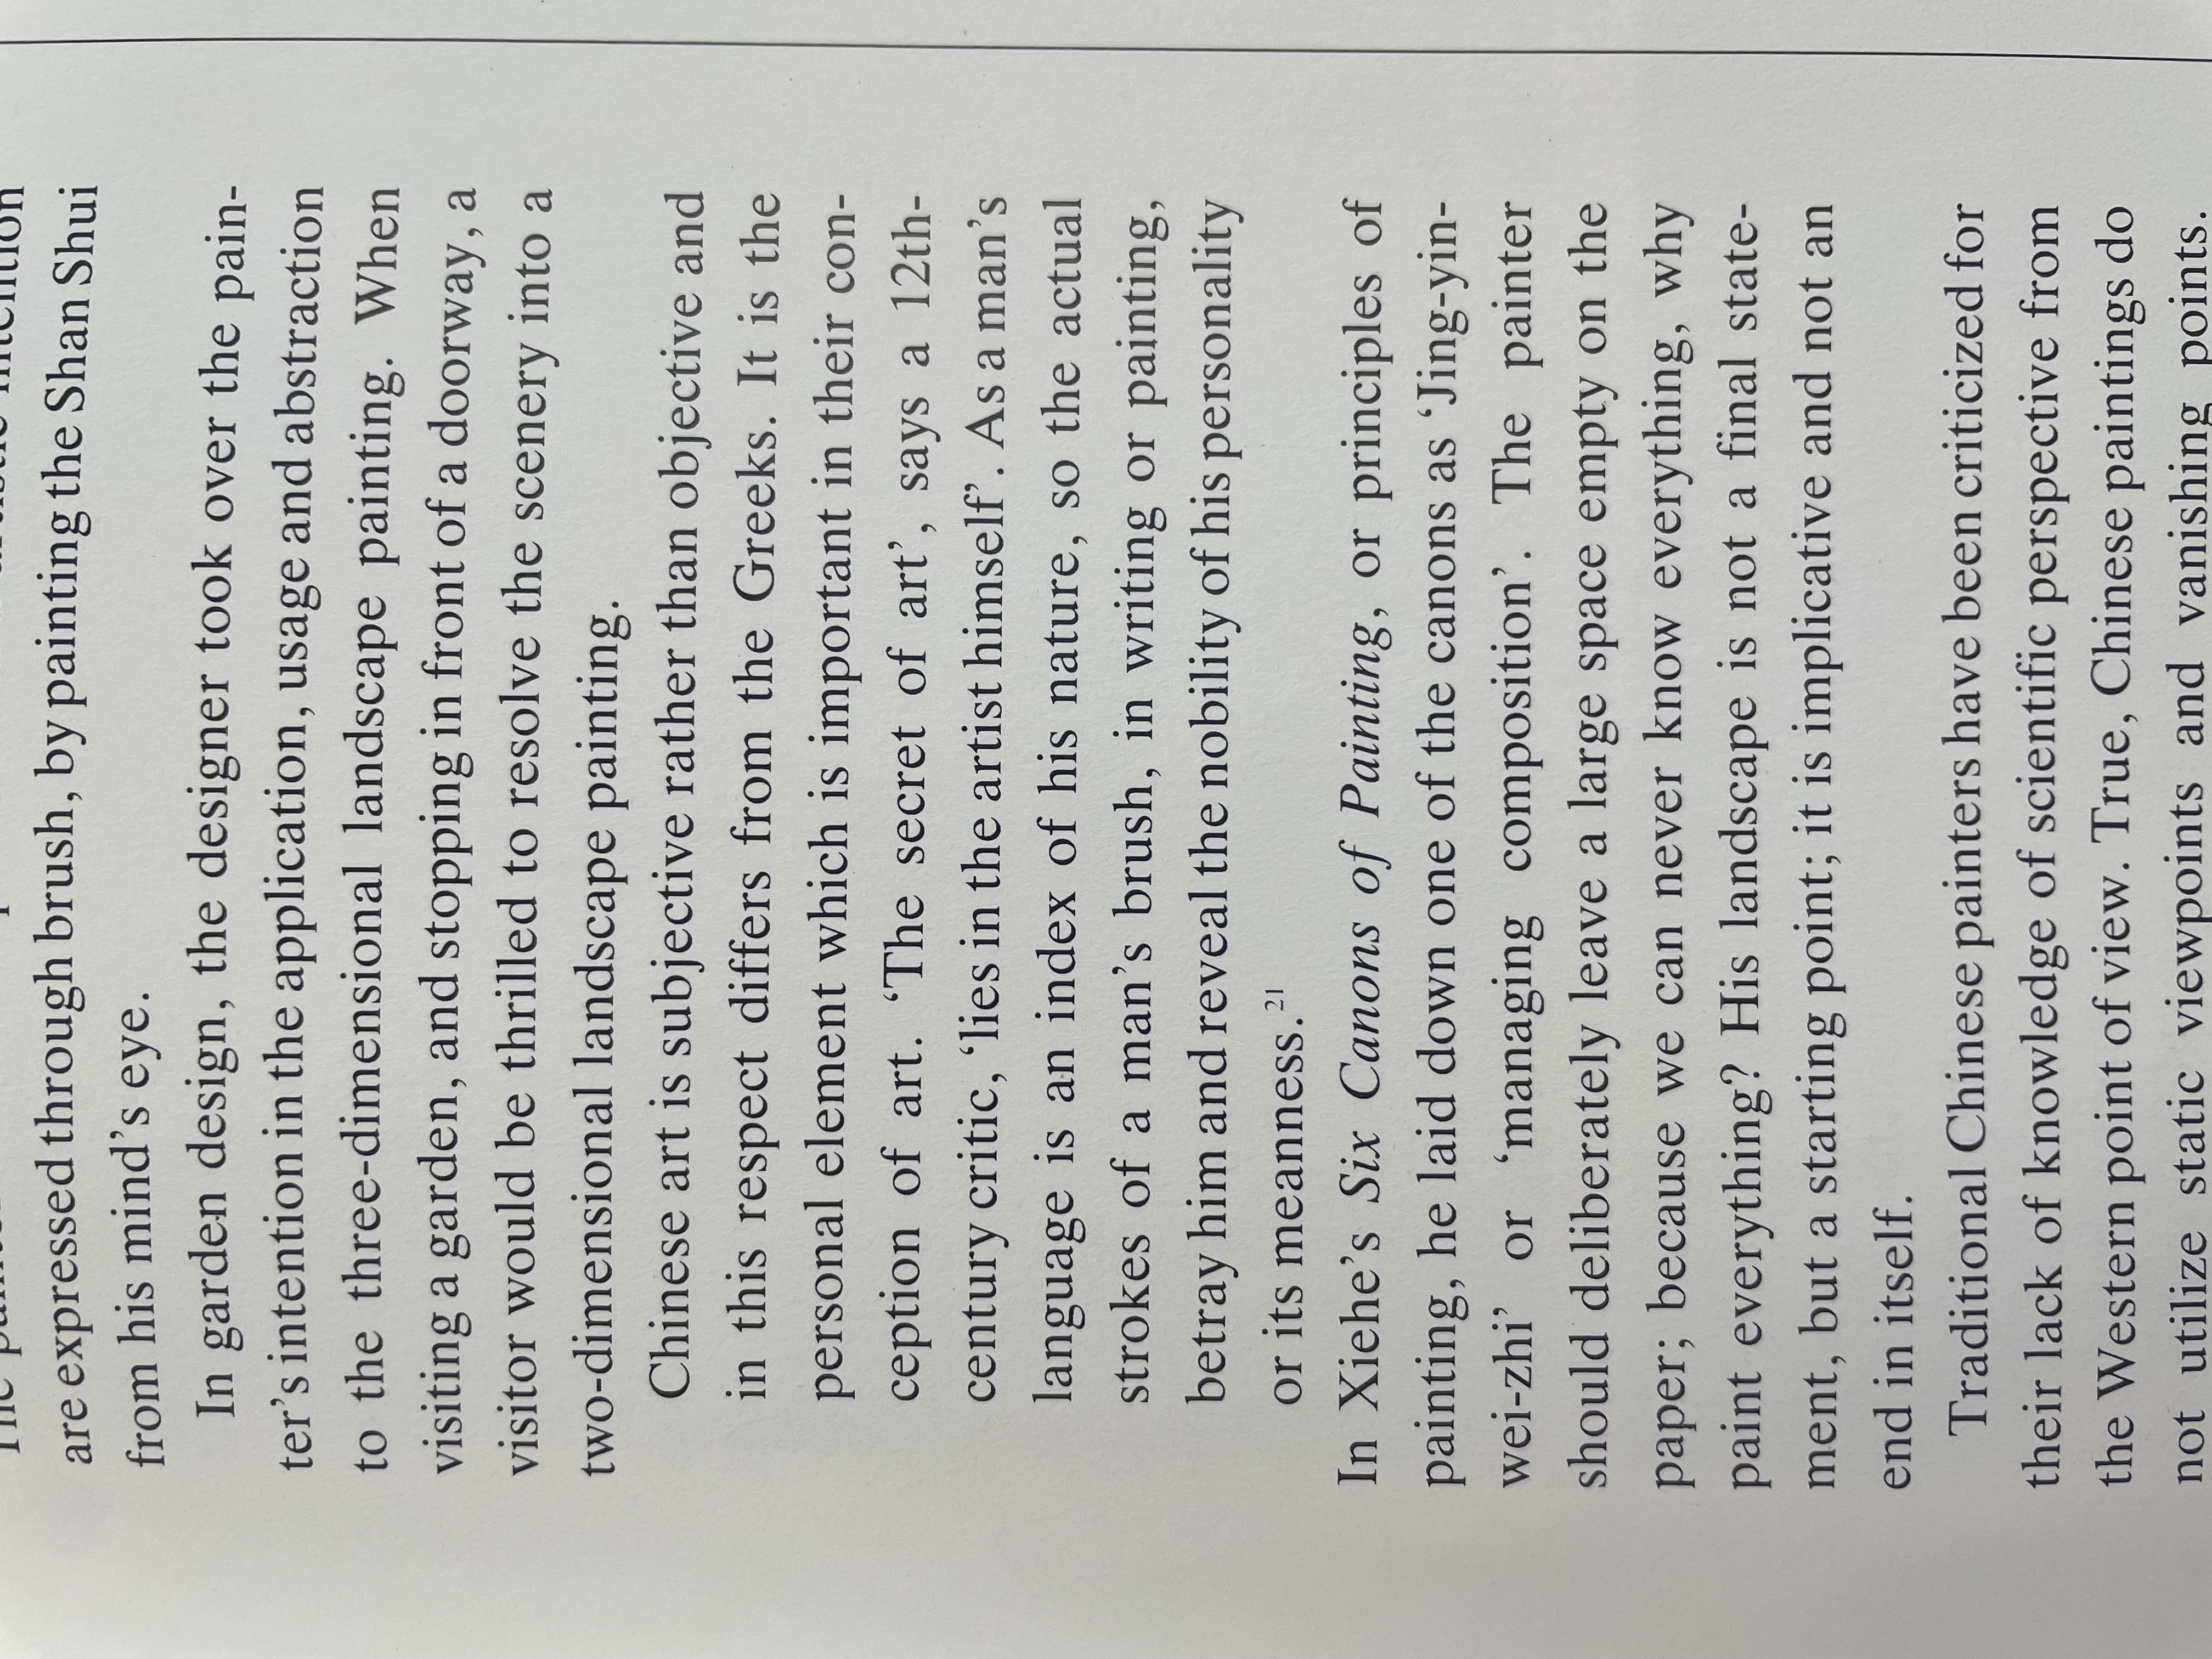 The
intention
are expressed through brush, by painting the Shan Shui
from his mind's eye.
In garden design, the designer took over the pain-
ter's intention in the application, usage and abstraction
to the three-dimensional landscape painting. When
visiting a garden, and stopping in front of a doorway, a
visitor would be thrilled to resolve the scenery into a
two-dimensional landscape painting.
Chinese art is subjective rather than objective and
in this respect differs from the Greeks. It is the
personal element which is important in their con-
ception of art. ‘The secret of art’, says a 12th-
century critic, ‘lies in the artist himself’. As a man's
language is an index of his nature, so the actual
strokes of a man's brush, in writing or painting,
betray him and reveal the nobility of his personality
or its meanness.21
In Xiehe's Six Canons of Painting, or principles of
painting, he laid down one of the canons as ‘Jing-yin-
wei-zhi’ or ‘managing composition’. The painter
should deliberately leave a large space empty on the
paper; because we can never know everything, why
paint everything? His landscape is not a final state-
ment, but a starting point; it is implicative and not an
end in itself.
Traditional Chinese painters have been criticized for
their lack of knowledge of scientific perspective from
the Western point of view. True, Chinese paintings do
not utilize static viewpoints and vanishing points.